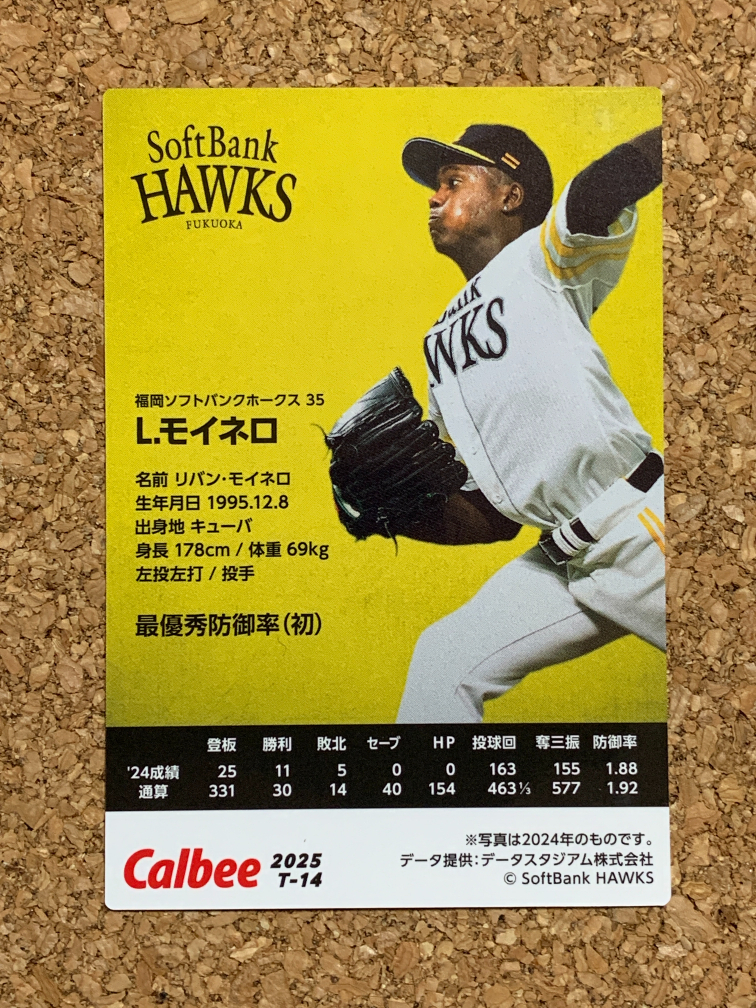 SoftBank
HAWKS
FUKUOKA
福岡ソフトバンクホークス 35
L.モイネロ
名前 リバン・モイネロ
生年月日 1995.12.8
出身地 キューバ
身長 178cm / 体重 69kg
左投左打 / 投手
最優秀防御率(初)
登板 勝利 敗北 セーブ HP 投球回 奪三振 防御率
'24成績 25 11 5 0 0 163 155 1.88
通算 331 30 14 40 154 463⅓ 577 1.92
※写真は2024年のものです。
データ提供:データスタジアム株式会社
© SoftBank HAWKS
Calbee 2025
T-14